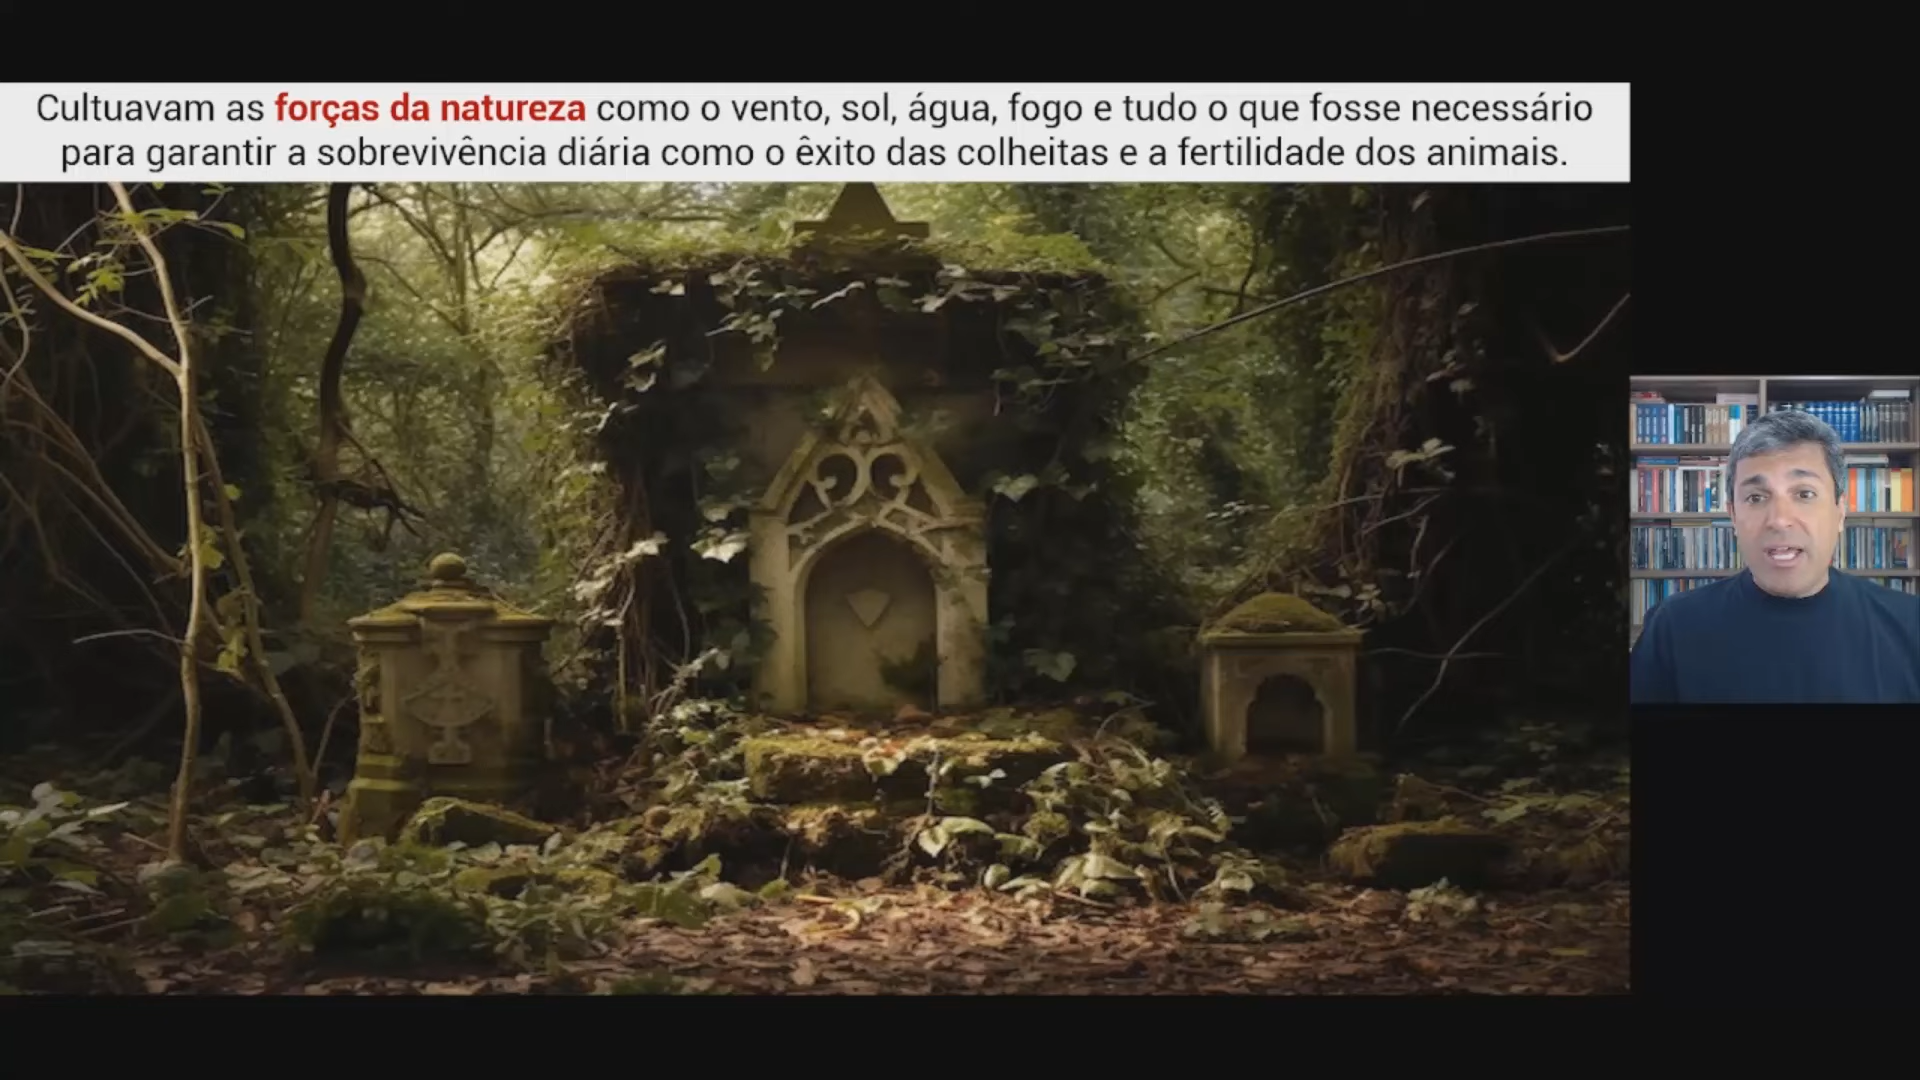 Cultuavam as forças da natureza como o vento, sol, água, fogo e tudo o que fosse necessário
para garantir a sobrevivência diária como o êxito das colheitas e a fertilidade dos animais.